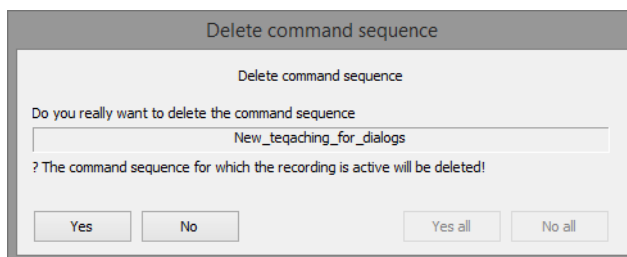 Delete command sequence
Delete command sequence
Do you really want to delete the command sequence
New_teqaching_for_dialogs
? The command sequence for which the recording is active will be deleted!
Yes No Yes all No all